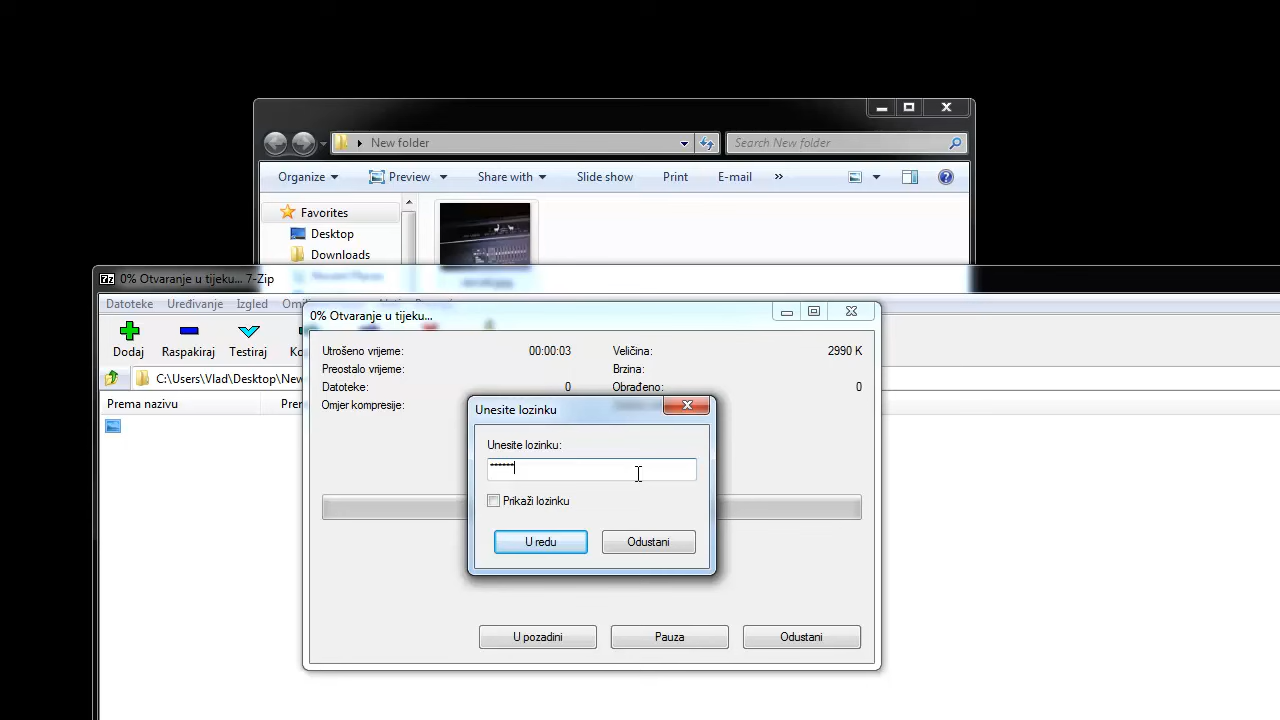 New folder
Search New folder
Organize
Preview
Share with
Slide show
Print
E-mail
»
Favorites
Desktop
Downloads
7z 0% Otvaranje u tijeku... 7-Zip
Datoteke
Uređivanje
Izgled
Dodaj
Raspakiraj
Testiraj
C:\Users\Vlad\Desktop\New
Prema nazivu
0% Otvaranje u tijeku...
Utrošeno vrijeme: 00:00:03
Veličina: 2990 K
Preostalo vrijeme:
Brzina:
Datoteke: 0
Obrađeno: 0
Omjer kompresije:
Unesite lozinku
Unesite lozinku:
******
Prikaži lozinku
U redu
Odustani
U pozadini
Pauza
Odustani